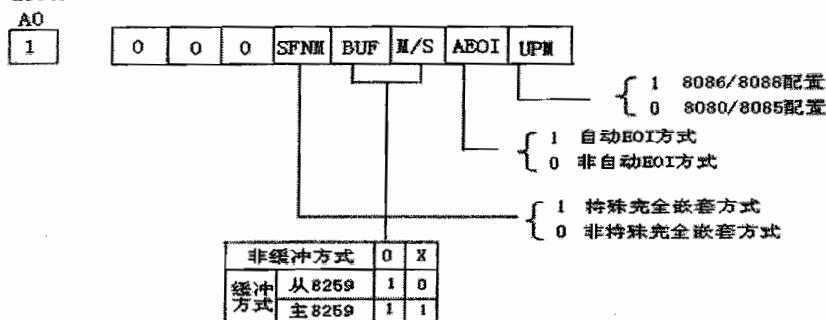 A0
1 0 0 0 SFNM BUF M/S AEOI UPM
1 8086/8088配置
0 8080/8085配置
1 自动EOI方式
0 非自动EOI方式
1 特殊完全嵌套方式
0 非特殊完全嵌套方式
非缓冲方式 0 X
缓冲方式 从8259 1 0
主8259 1 1